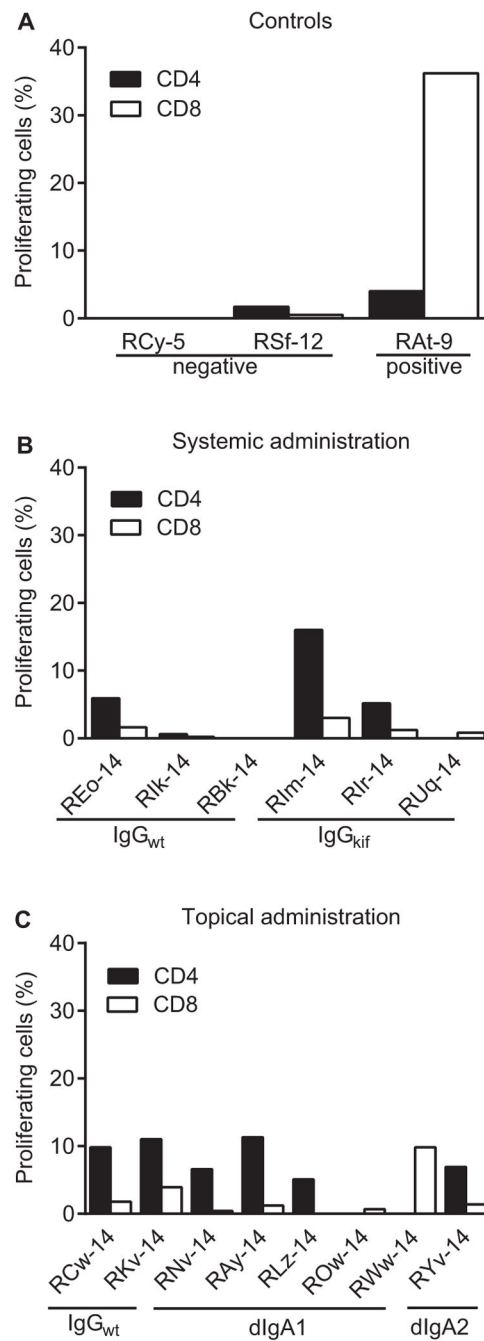 A Controls
Proliferating cells (%)
40
30
20
10
0
CD4
CD8
RCy-5 RSf-12 RAt-9
negative positive
B Systemic administration
Proliferating cells (%)
40
30
20
10
0
CD4
CD8
REo-14 RIk-14 RBk-14 RIm-14 RIr-14 RUq-14
IgGwt IgGkif
C Topical administration
Proliferating cells (%)
40
30
20
10
0
CD4
CD8
RCw-14 RKv-14 RNv-14 RAy-14 RLz-14 ROw-14 RWw-14 RYv-14
IgGwt dIgA1 dIgA2